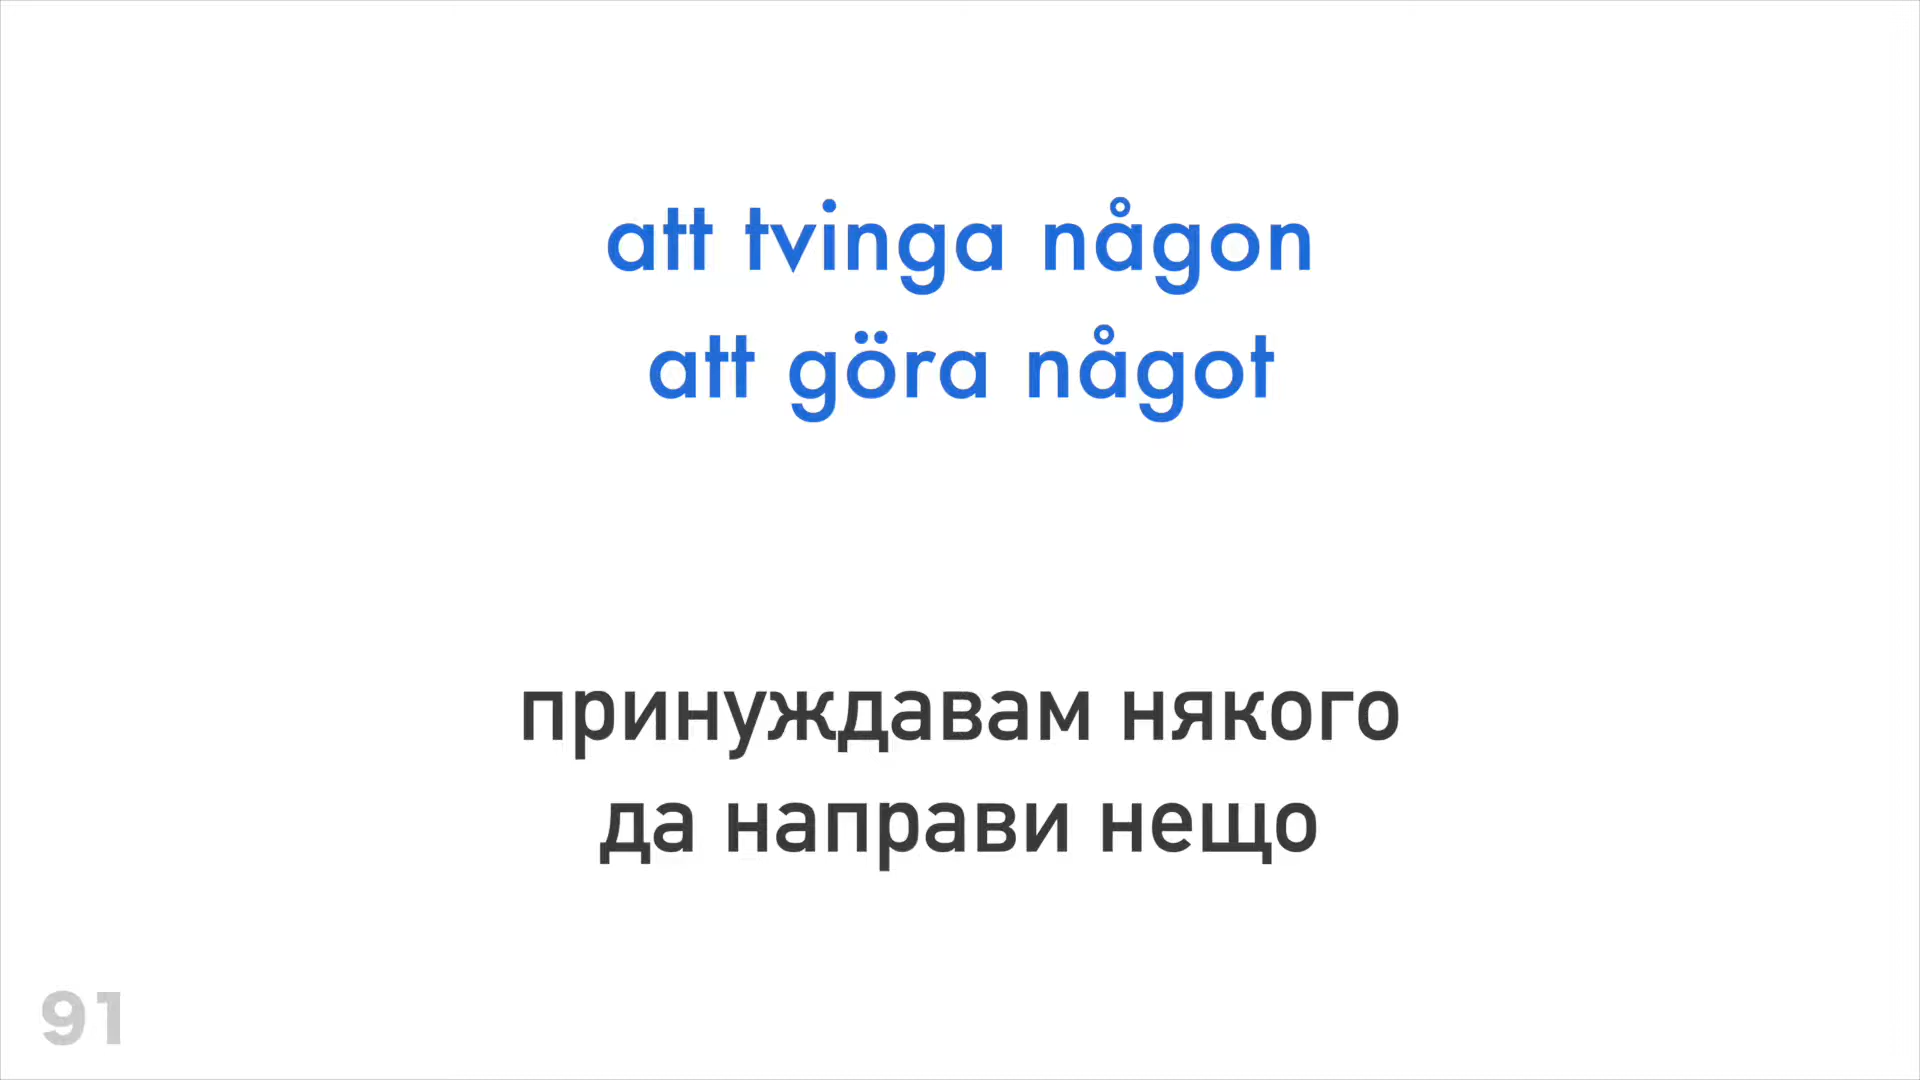 att tvinga någon
att göra något
принуждавам някого
да направи нещо
91